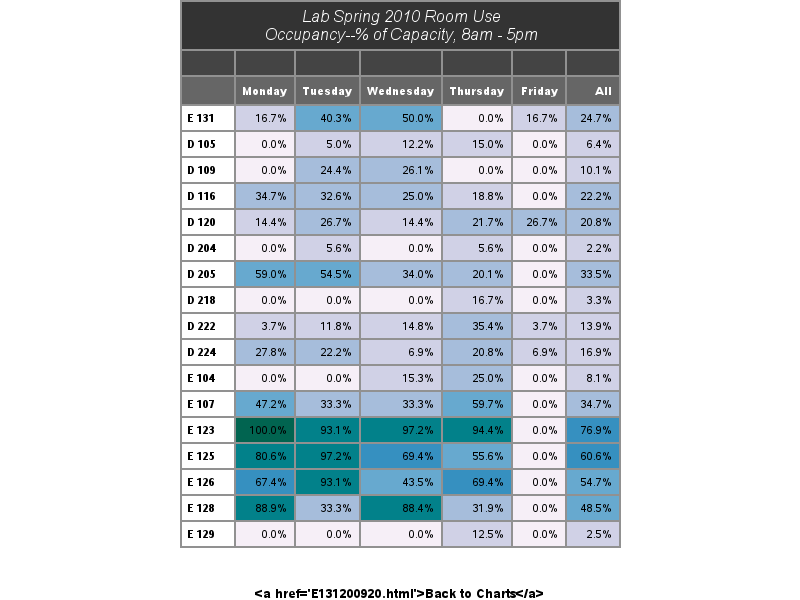 Lab Spring 2010 Room Use
Occupancy--% of Capacity, 8am - 5pm
Monday Tuesday Wednesday Thursday Friday All
E 131 16.7% 40.3% 50.0% 0.0% 16.7% 24.7%
D 105 0.0% 5.0% 12.2% 15.0% 0.0% 6.4%
D 109 0.0% 24.4% 26.1% 0.0% 0.0% 10.1%
D 116 34.7% 32.6% 25.0% 18.8% 0.0% 22.2%
D 120 14.4% 26.7% 14.4% 21.7% 26.7% 20.8%
D 204 0.0% 5.6% 0.0% 5.6% 0.0% 2.2%
D 205 59.0% 54.5% 34.0% 20.1% 0.0% 33.5%
D 218 0.0% 0.0% 0.0% 16.7% 0.0% 3.3%
D 222 3.7% 11.8% 14.8% 35.4% 3.7% 13.9%
D 224 27.8% 22.2% 6.9% 20.8% 6.9% 16.9%
E 104 0.0% 0.0% 15.3% 25.0% 0.0% 8.1%
E 107 47.2% 33.3% 33.3% 59.7% 0.0% 34.7%
E 123 100.0% 93.1% 97.2% 94.4% 0.0% 76.9%
E 125 80.6% 97.2% 69.4% 55.6% 0.0% 60.6%
E 126 67.4% 93.1% 43.5% 69.4% 0.0% 54.7%
E 128 88.9% 33.3% 88.4% 31.9% 0.0% 48.5%
E 129 0.0% 0.0% 0.0% 12.5% 0.0% 2.5%
<a href='E131200920.html'>Back to Charts</a>